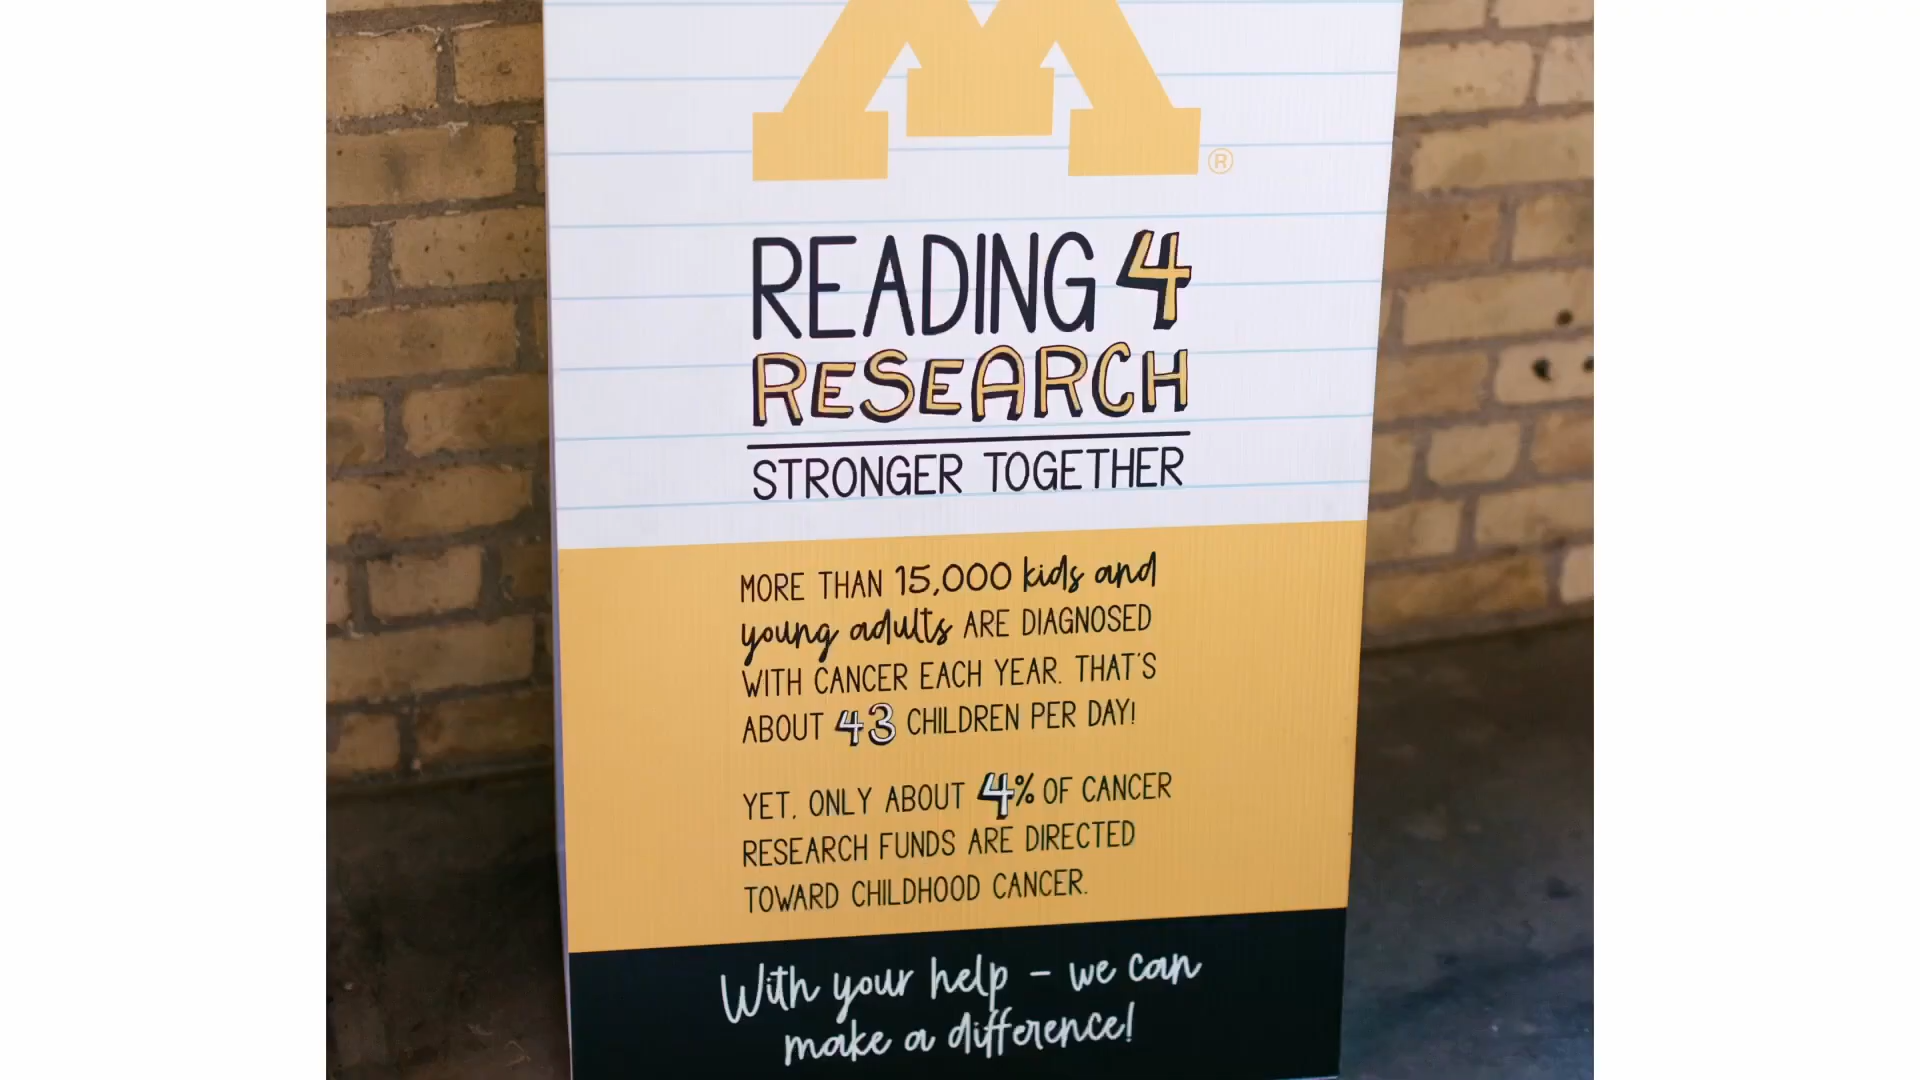 M®
READING 4
RESEARCH
STRONGER TOGETHER
MORE THAN 15,000 kids and
young adults ARE DIAGNOSED
WITH CANCER EACH YEAR. THAT'S
ABOUT 43 CHILDREN PER DAY!
YET, ONLY ABOUT 4% OF CANCER
RESEARCH FUNDS ARE DIRECTED
TOWARD CHILDHOOD CANCER.
With your help – we can
make a difference!